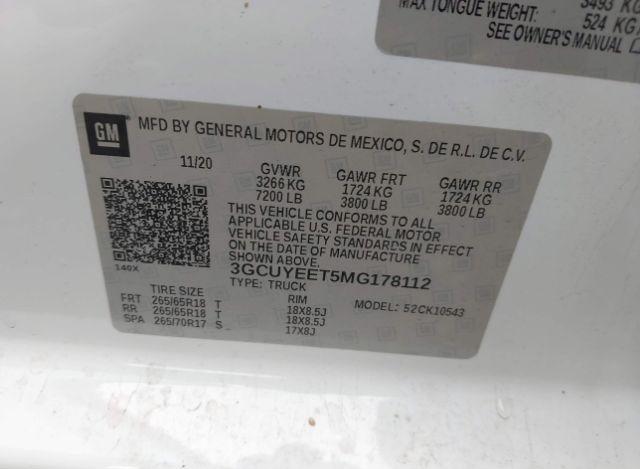 3493 KG
MAX TONGUE WEIGHT:
524 KG
SEE OWNER'S MANUAL
GM
MFD BY GENERAL MOTORS DE MEXICO, S. DE R.L. DE C.V.
11/20 GVWR GAWR FRT GAWR RR
3266 KG 1724 KG 1724 KG
7200 LB 3800 LB 3800 LB
THIS VEHICLE CONFORMS TO ALL
APPLICABLE U.S. FEDERAL MOTOR
VEHICLE SAFETY STANDARDS IN EFFECT
ON THE DATE OF MANUFACTURE
SHOWN ABOVE.
140X
3GCUYEET5MG178112
TYPE: TRUCK
TIRE SIZE RIM MODEL: 52CK10543
FRT 265/65R18 T 18X8.5J
RR 265/65R18 T 18X8.5J
SPA 265/70R17 S 17X8J